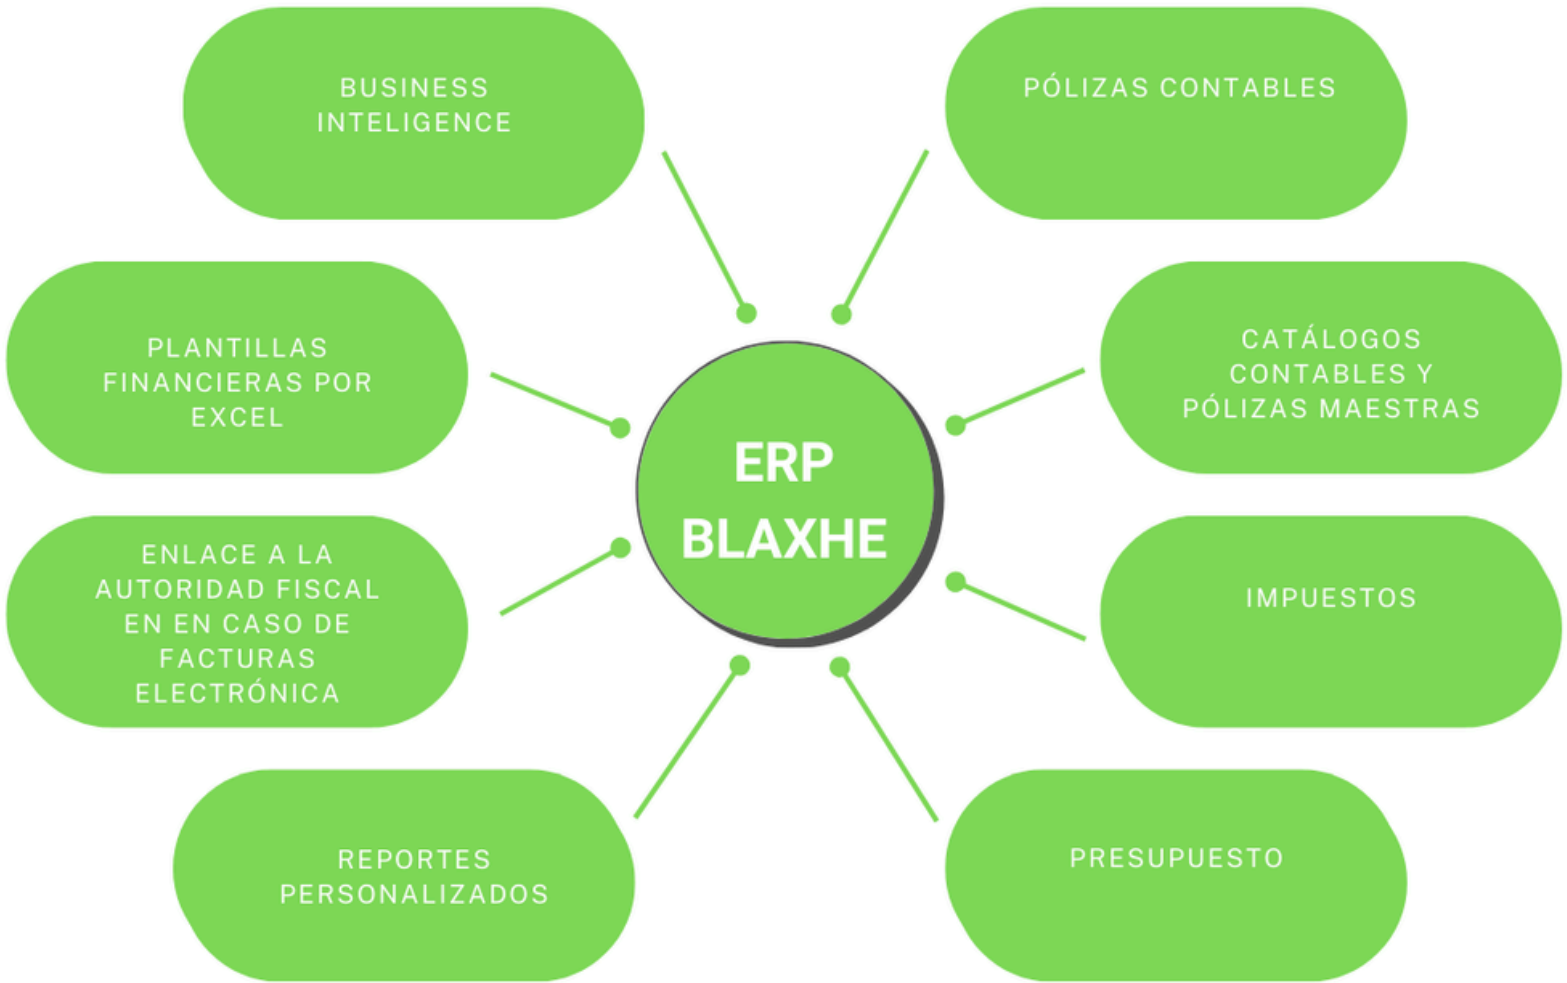 BUSINESS
INTELIGENCE
PÓLIZAS CONTABLES
PLANTILLAS
FINANCIERAS POR
EXCEL
CATÁLOGOS
CONTABLES Y
PÓLIZAS MAESTRAS
ERP
BLAXHE
ENLACE A LA
AUTORIDAD FISCAL
EN EN CASO DE
FACTURAS
ELECTRÓNICA
IMPUESTOS
REPORTES
PERSONALIZADOS
PRESUPUESTO